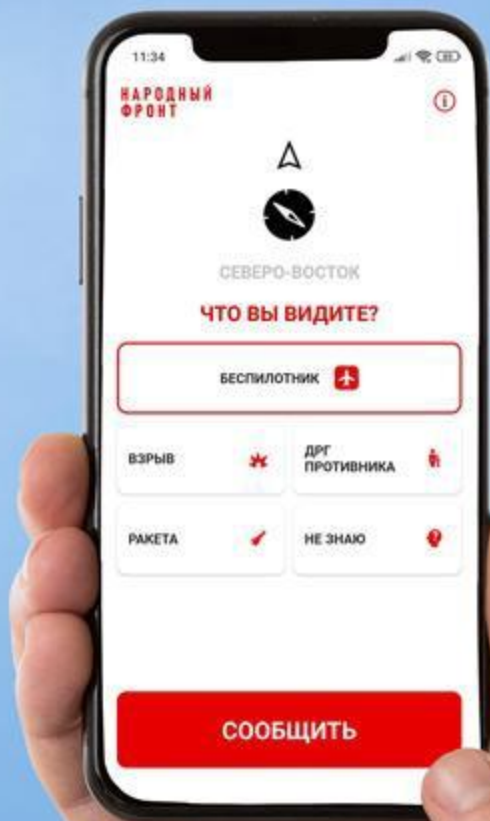 11:34
НАРОДНЫЙ
ФРОНТ
СЕВЕРО-ВОСТОК
ЧТО ВЫ ВИДИТЕ?
БЕСПИЛОТНИК
ВЗРЫВ
ДРГ
ПРОТИВНИКА
РАКЕТА
НЕ ЗНАЮ
СООБЩИТЬ